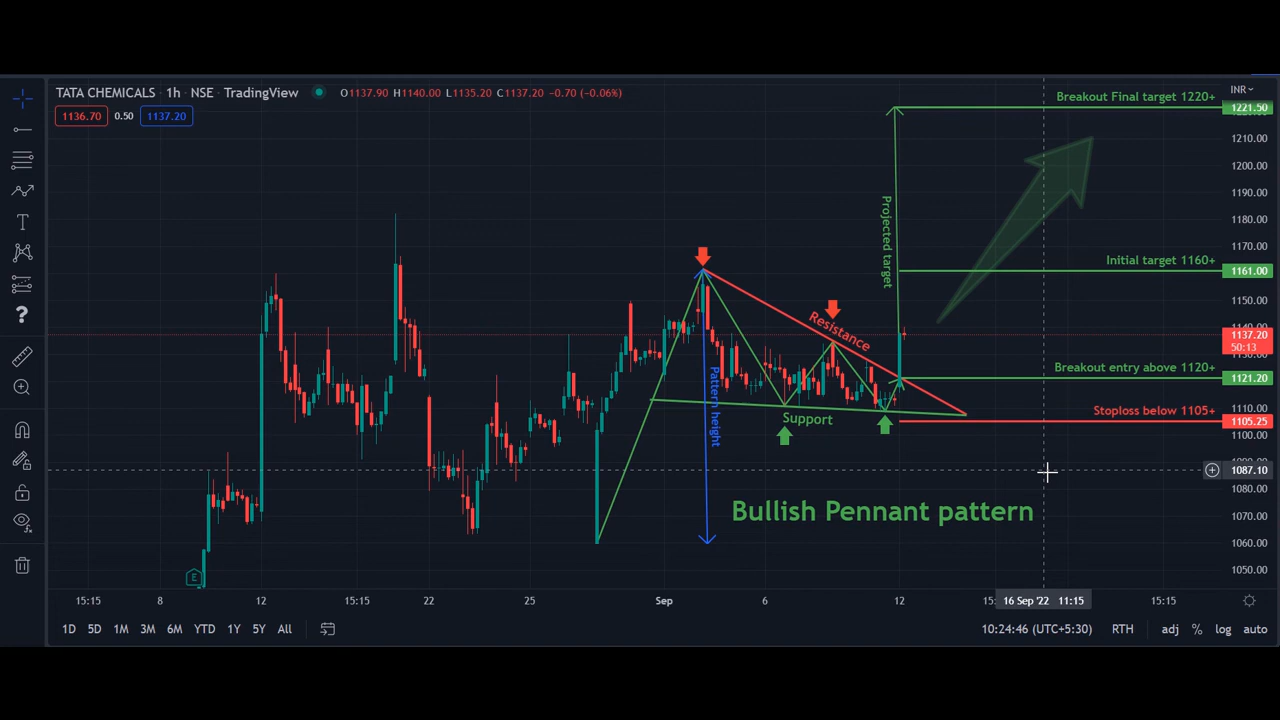 TATA CHEMICALS · 1h · NSE · TradingView O1137.90 H1140.00 L1135.20 C1137.20 -0.70 (-0.06%)
1136.70 0.50 1137.20
INR
Breakout Final target 1220+
1221.50
1210.00
1200.00
1190.00
1180.00
1170.00
Projected target
Initial target 1160+
1161.00
1150.00
Resistance
1137.20
50:13
Breakout entry above 1120+
1121.20
Pattern height
Support
Stoploss below 1105+
1110.00
1105.25
1100.00
1087.10
1080.00
Bullish Pennant pattern
1070.00
1060.00
1050.00
E
15:15 8 12 15:15 22 25 Sep 6 12 16 Sep '22 11:15 15:15
1D 5D 1M 3M 6M YTD 1Y 5Y All 10:24:46 (UTC+5:30) RTH adj % log auto